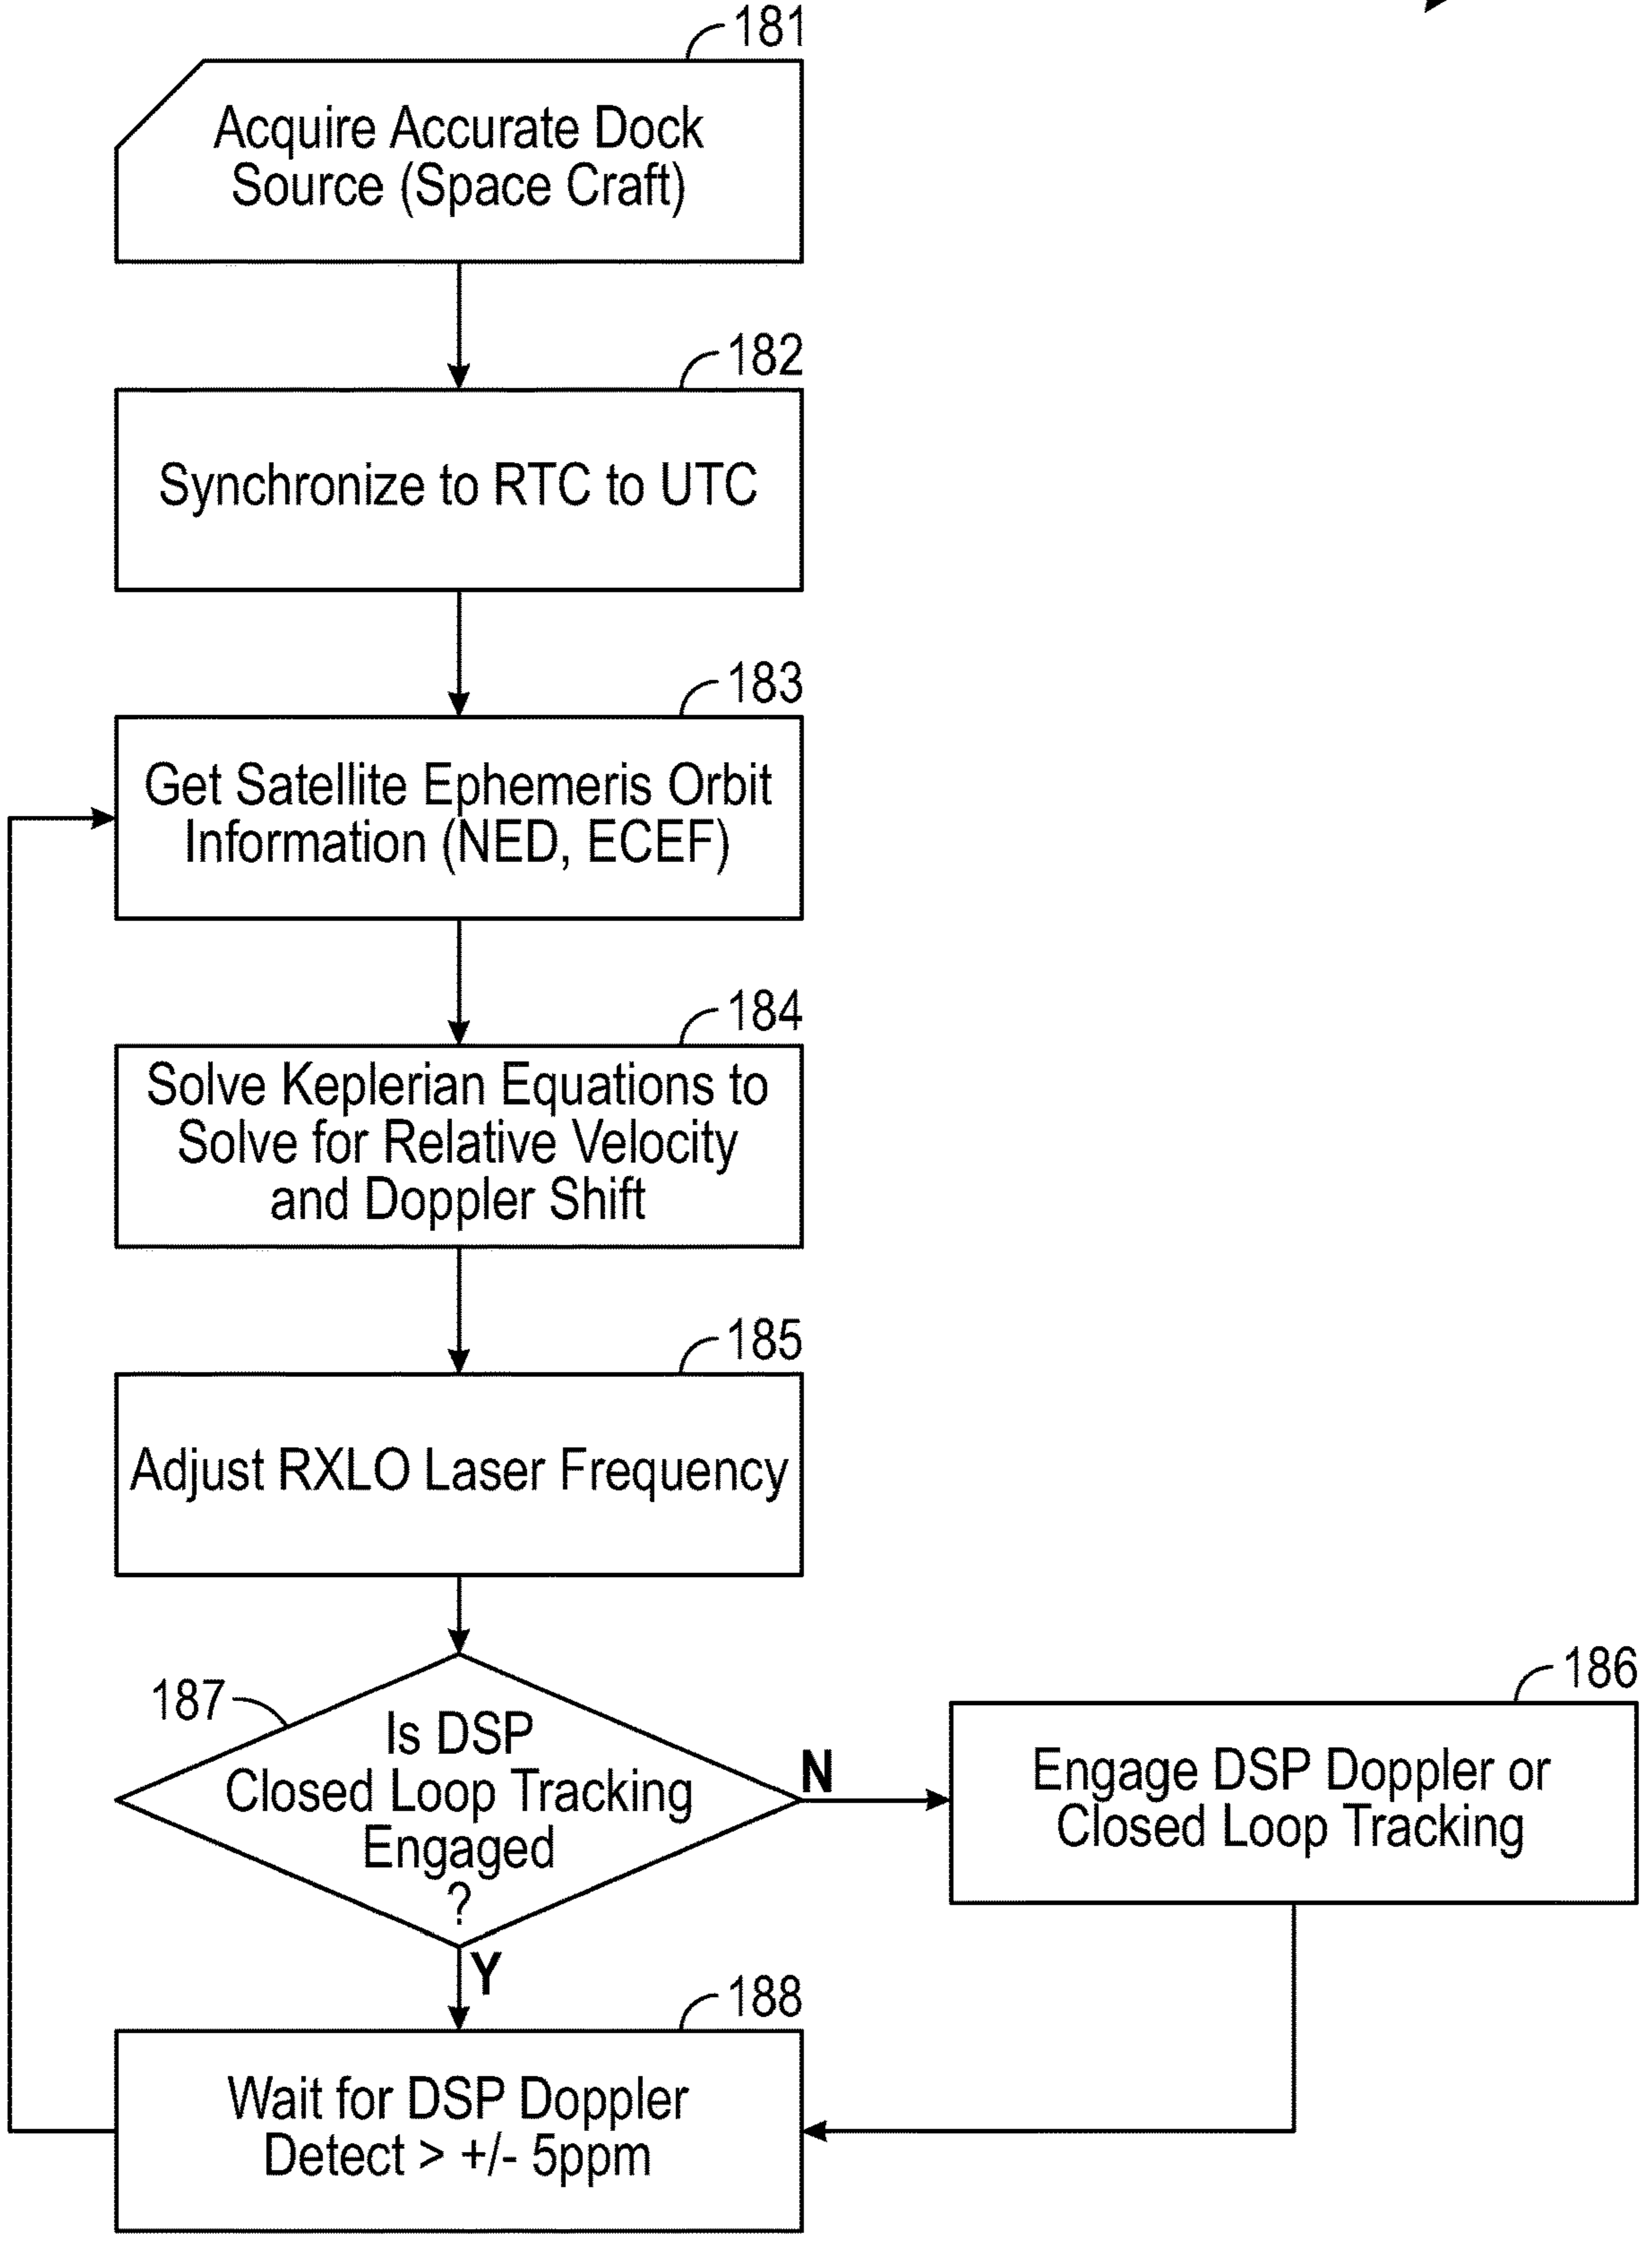 181
Acquire Accurate Dock
Source (Space Craft)
182
Synchronize to RTC to UTC
183
Get Satellite Ephemeris Orbit
Information (NED, ECEF)
184
Solve Keplerian Equations to
Solve for Relative Velocity
and Doppler Shift
185
Adjust RXLO Laser Frequency
187
Is DSP
Closed Loop Tracking
Engaged
?
N
186
Engage DSP Doppler or
Closed Loop Tracking
Y
188
Wait for DSP Doppler
Detect > +/- 5ppm